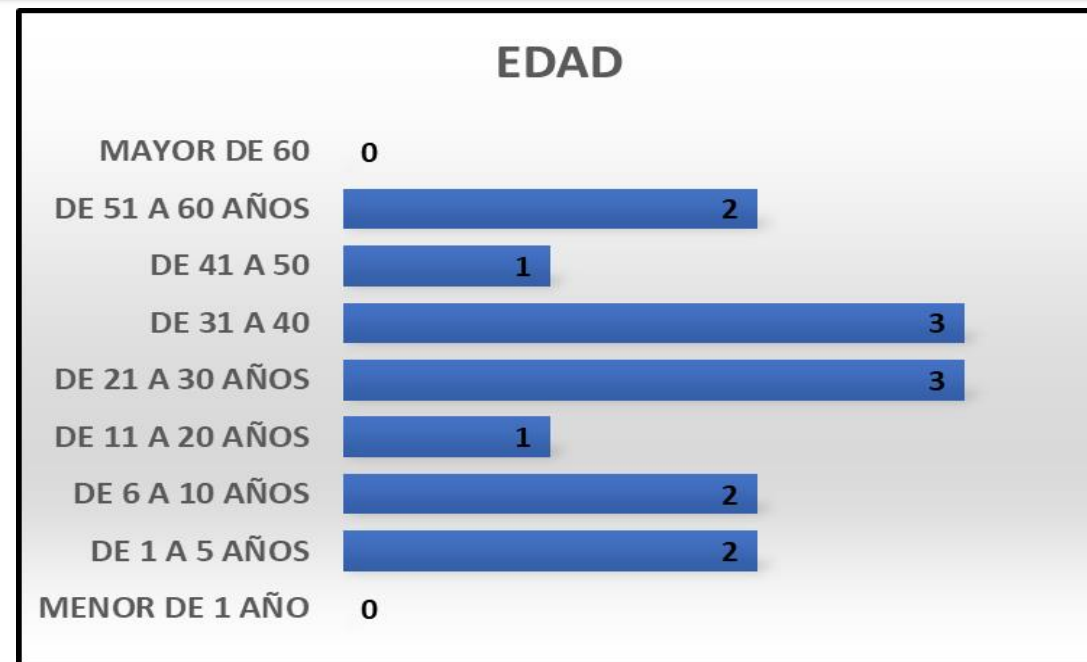 EDAD
MAYOR DE 60 0
DE 51 A 60 AÑOS 2
DE 41 A 50 1
DE 31 A 40 3
DE 21 A 30 AÑOS 3
DE 11 A 20 AÑOS 1
DE 6 A 10 AÑOS 2
DE 1 A 5 AÑOS 2
MENOR DE 1 AÑO 0